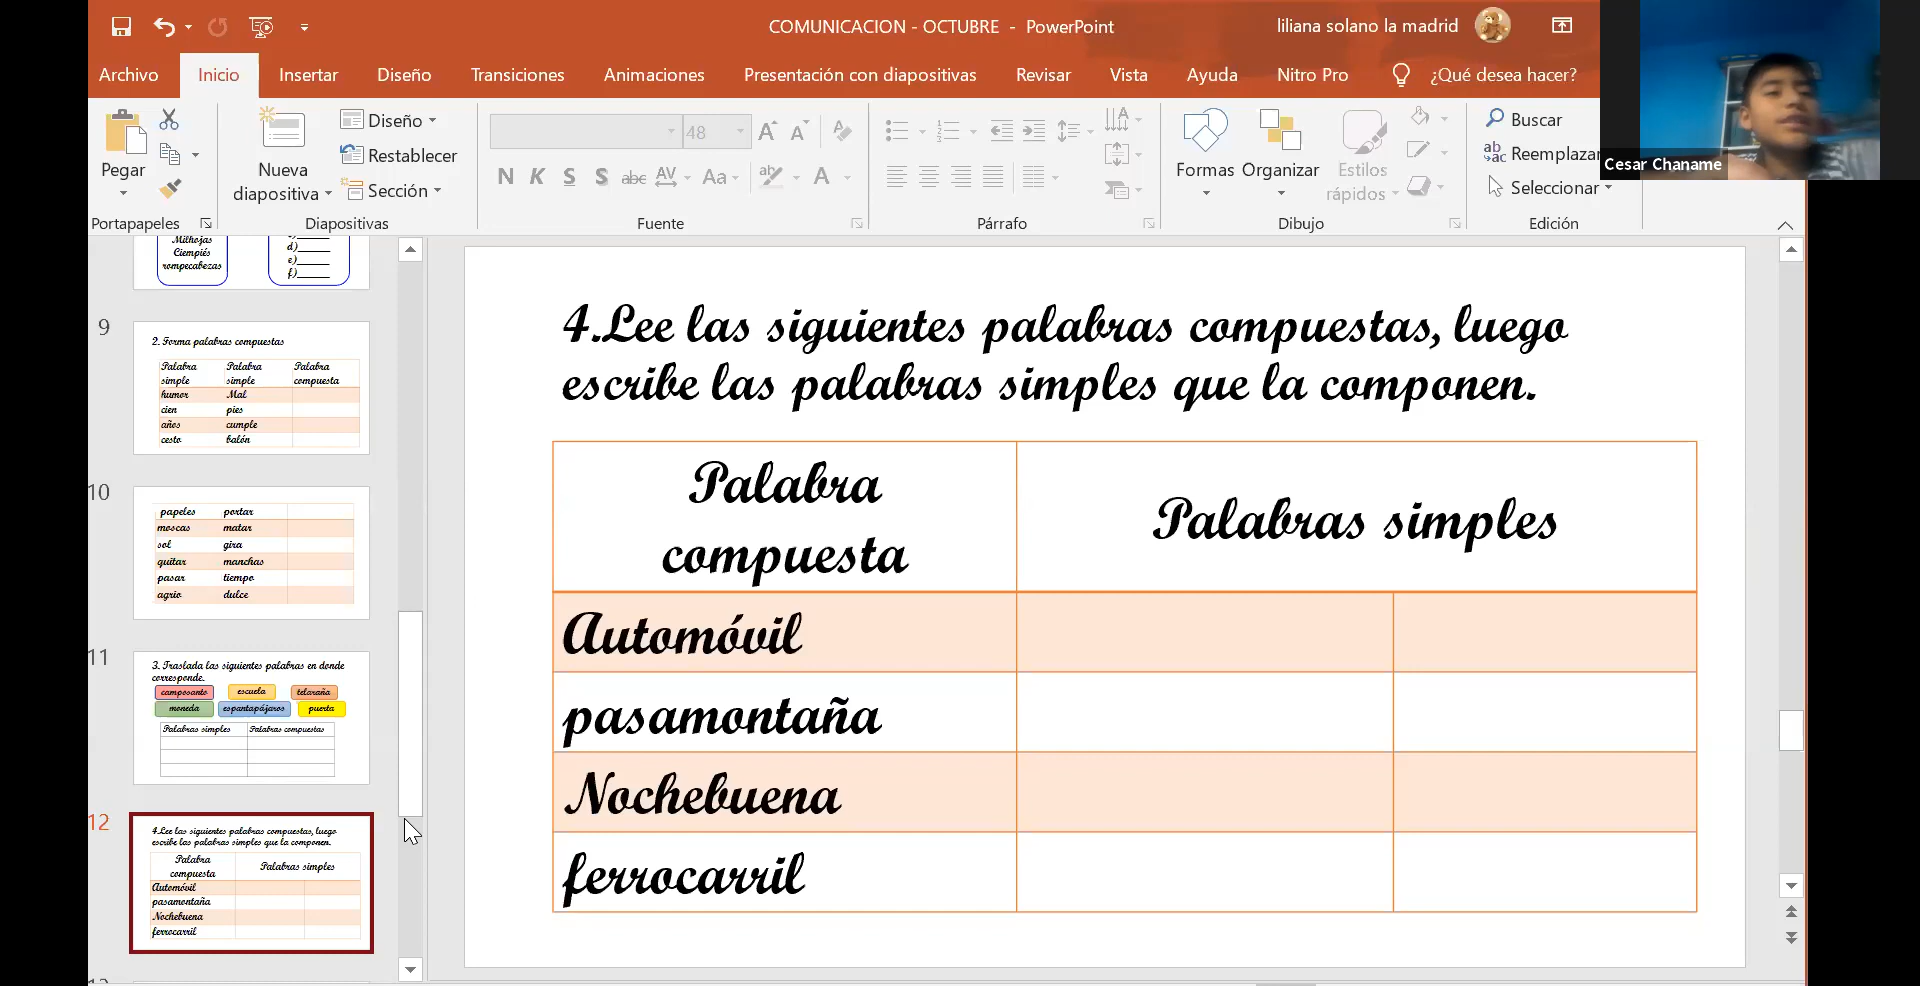 COMUNICACION - OCTUBRE - PowerPoint
liliana solano la madrid
Archivo
Inicio
Insertar
Diseño
Transiciones
Animaciones
Presentación con diapositivas
Revisar
Vista
Ayuda
Nitro Pro
¿Qué desea hacer?
Pegar
Portapapeles
Nueva
diapositiva
Diseño
Restablecer
Sección
Diapositivas
48
N K S S abc AV Aa A
Fuente
Párrafo
Formas
Organizar
Estilos
rápidos
Dibujo
Buscar
Reemplazar
Seleccionar
Edición
Cesar Chaname
Milhojas
Ciempiés
rompecabezas
d)
e)
f)
9
2. Forma palabras compuestas
Palabra simple Palabra simple Palabra compuesta
humor Mal
cien pies
años cumple
cesto balón
10
papeles portar
moscas matar
sol gira
quitar manchas
pasar tiempo
agrio dulce
11
3. Traslada las siguientes palabras en donde
corresponde.
camposanto escuela telaraña
moneda espantapájaros puerta
Palabras simples Palabras compuestas
12
4.Lee las siguientes palabras compuestas, luego
escribe las palabras simples que la componen.
Palabra
compuesta
Palabras simples
Automóvil
pasamontaña
Nochebuena
ferrocarril
4.Lee las siguientes palabras compuestas, luego
escribe las palabras simples que la componen.
Palabra
compuesta
Palabras simples
Automóvil
pasamontaña
Nochebuena
ferrocarril